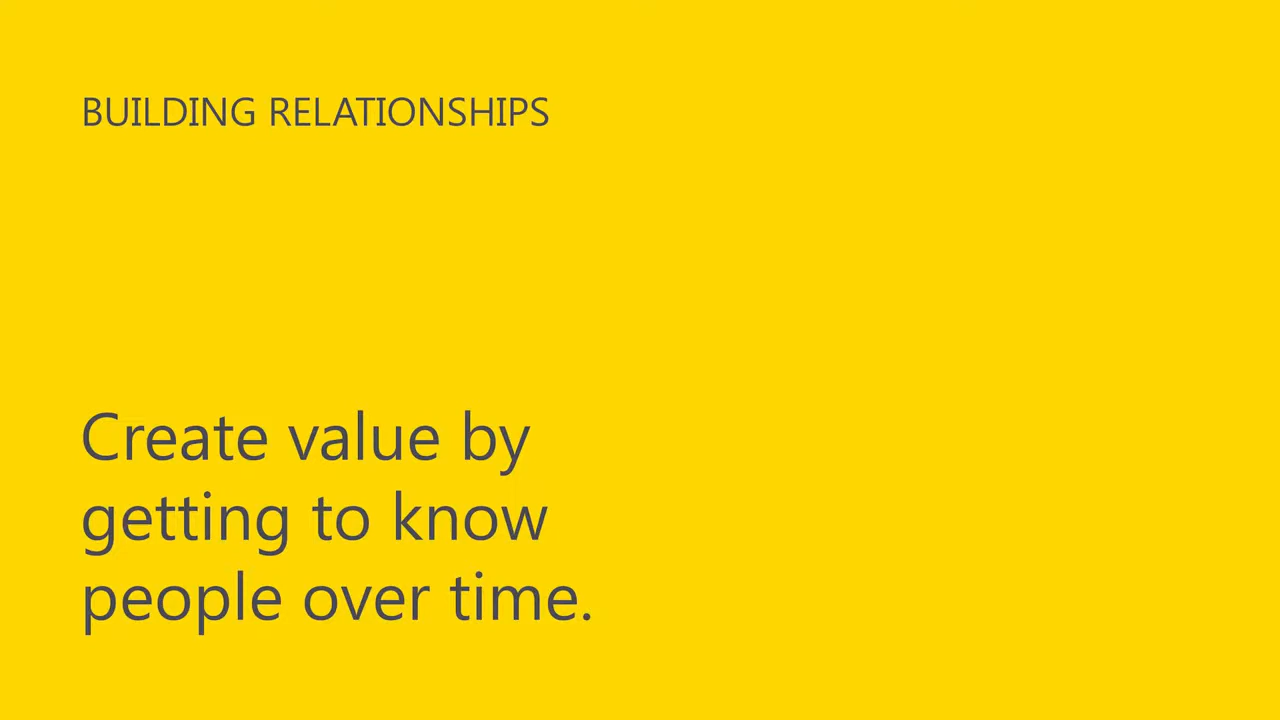 BUILDING RELATIONSHIPS
Create value by
getting to know
people over time.